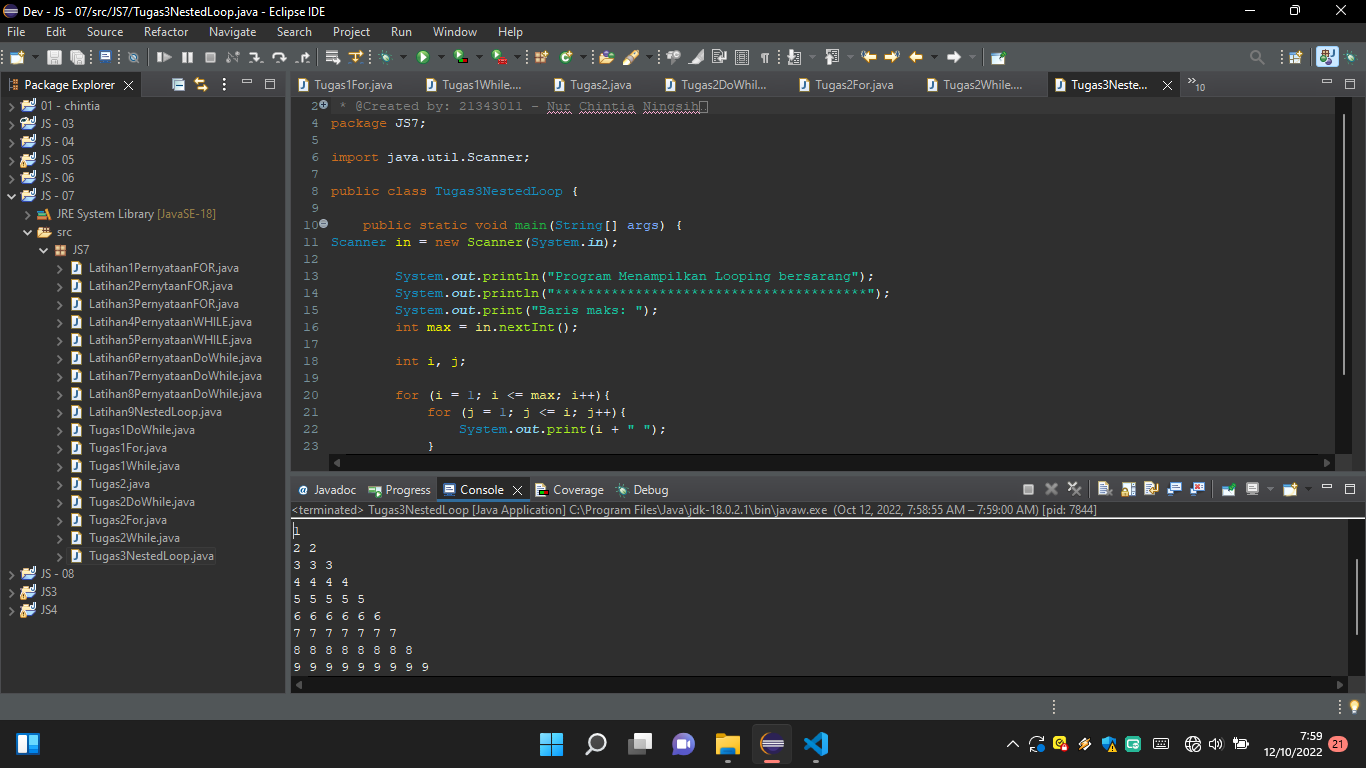 Dev - JS - 07/src/JS7/Tugas3NestedLoop.java - Eclipse IDE
File Edit Source Refactor Navigate Search Project Run Window Help
Package Explorer
01 - chintia
JS - 03
JS - 04
JS - 05
JS - 06
JS - 07
JRE System Library [JavaSE-18]
src
JS7
Latihan1PernyataanFOR.java
Latihan2PernytaanFOR.java
Latihan3PernyataanFOR.java
Latihan4PernyataanWHILE.java
Latihan5PernyataanWHILE.java
Latihan6PernyataanDoWhile.java
Latihan7PernyataanDoWhile.java
Latihan8PernyataanDoWhile.java
Latihan9NestedLoop.java
Tugas1DoWhile.java
Tugas1For.java
Tugas1While.java
Tugas2.java
Tugas2DoWhile.java
Tugas2For.java
Tugas2While.java
Tugas3NestedLoop.java
JS - 08
JS3
JS4
Tugas1For.java Tugas1While.... Tugas2.java Tugas2DoWhil... Tugas2For.java Tugas2While.... Tugas3Neste... »10
2 * @Created by: 21343011 - Nur Chintia Ningsih
4 package JS7;
5
6 import java.util.Scanner;
7
8 public class Tugas3NestedLoop {
9
10 public static void main(String[] args) {
11 Scanner in = new Scanner(System.in);
12
13 System.out.println("Program Menampilkan Looping bersarang");
14 System.out.println("***************************************");
15 System.out.print("Baris maks: ");
16 int max = in.nextInt();
17
18 int i, j;
19
20 for (i = 1; i <= max; i++){
21 for (j = 1; j <= i; j++){
22 System.out.print(i + " ");
23 }
Javadoc Progress Console Coverage Debug
<terminated> Tugas3NestedLoop [Java Application] C:\Program Files\Java\jdk-18.0.2.1\bin\javaw.exe (Oct 12, 2022, 7:58:55 AM – 7:59:00 AM) [pid: 7844]
1
2 2
3 3 3
4 4 4 4
5 5 5 5 5
6 6 6 6 6 6
7 7 7 7 7 7 7
8 8 8 8 8 8 8 8
9 9 9 9 9 9 9 9 9
7:59
12/10/2022
21